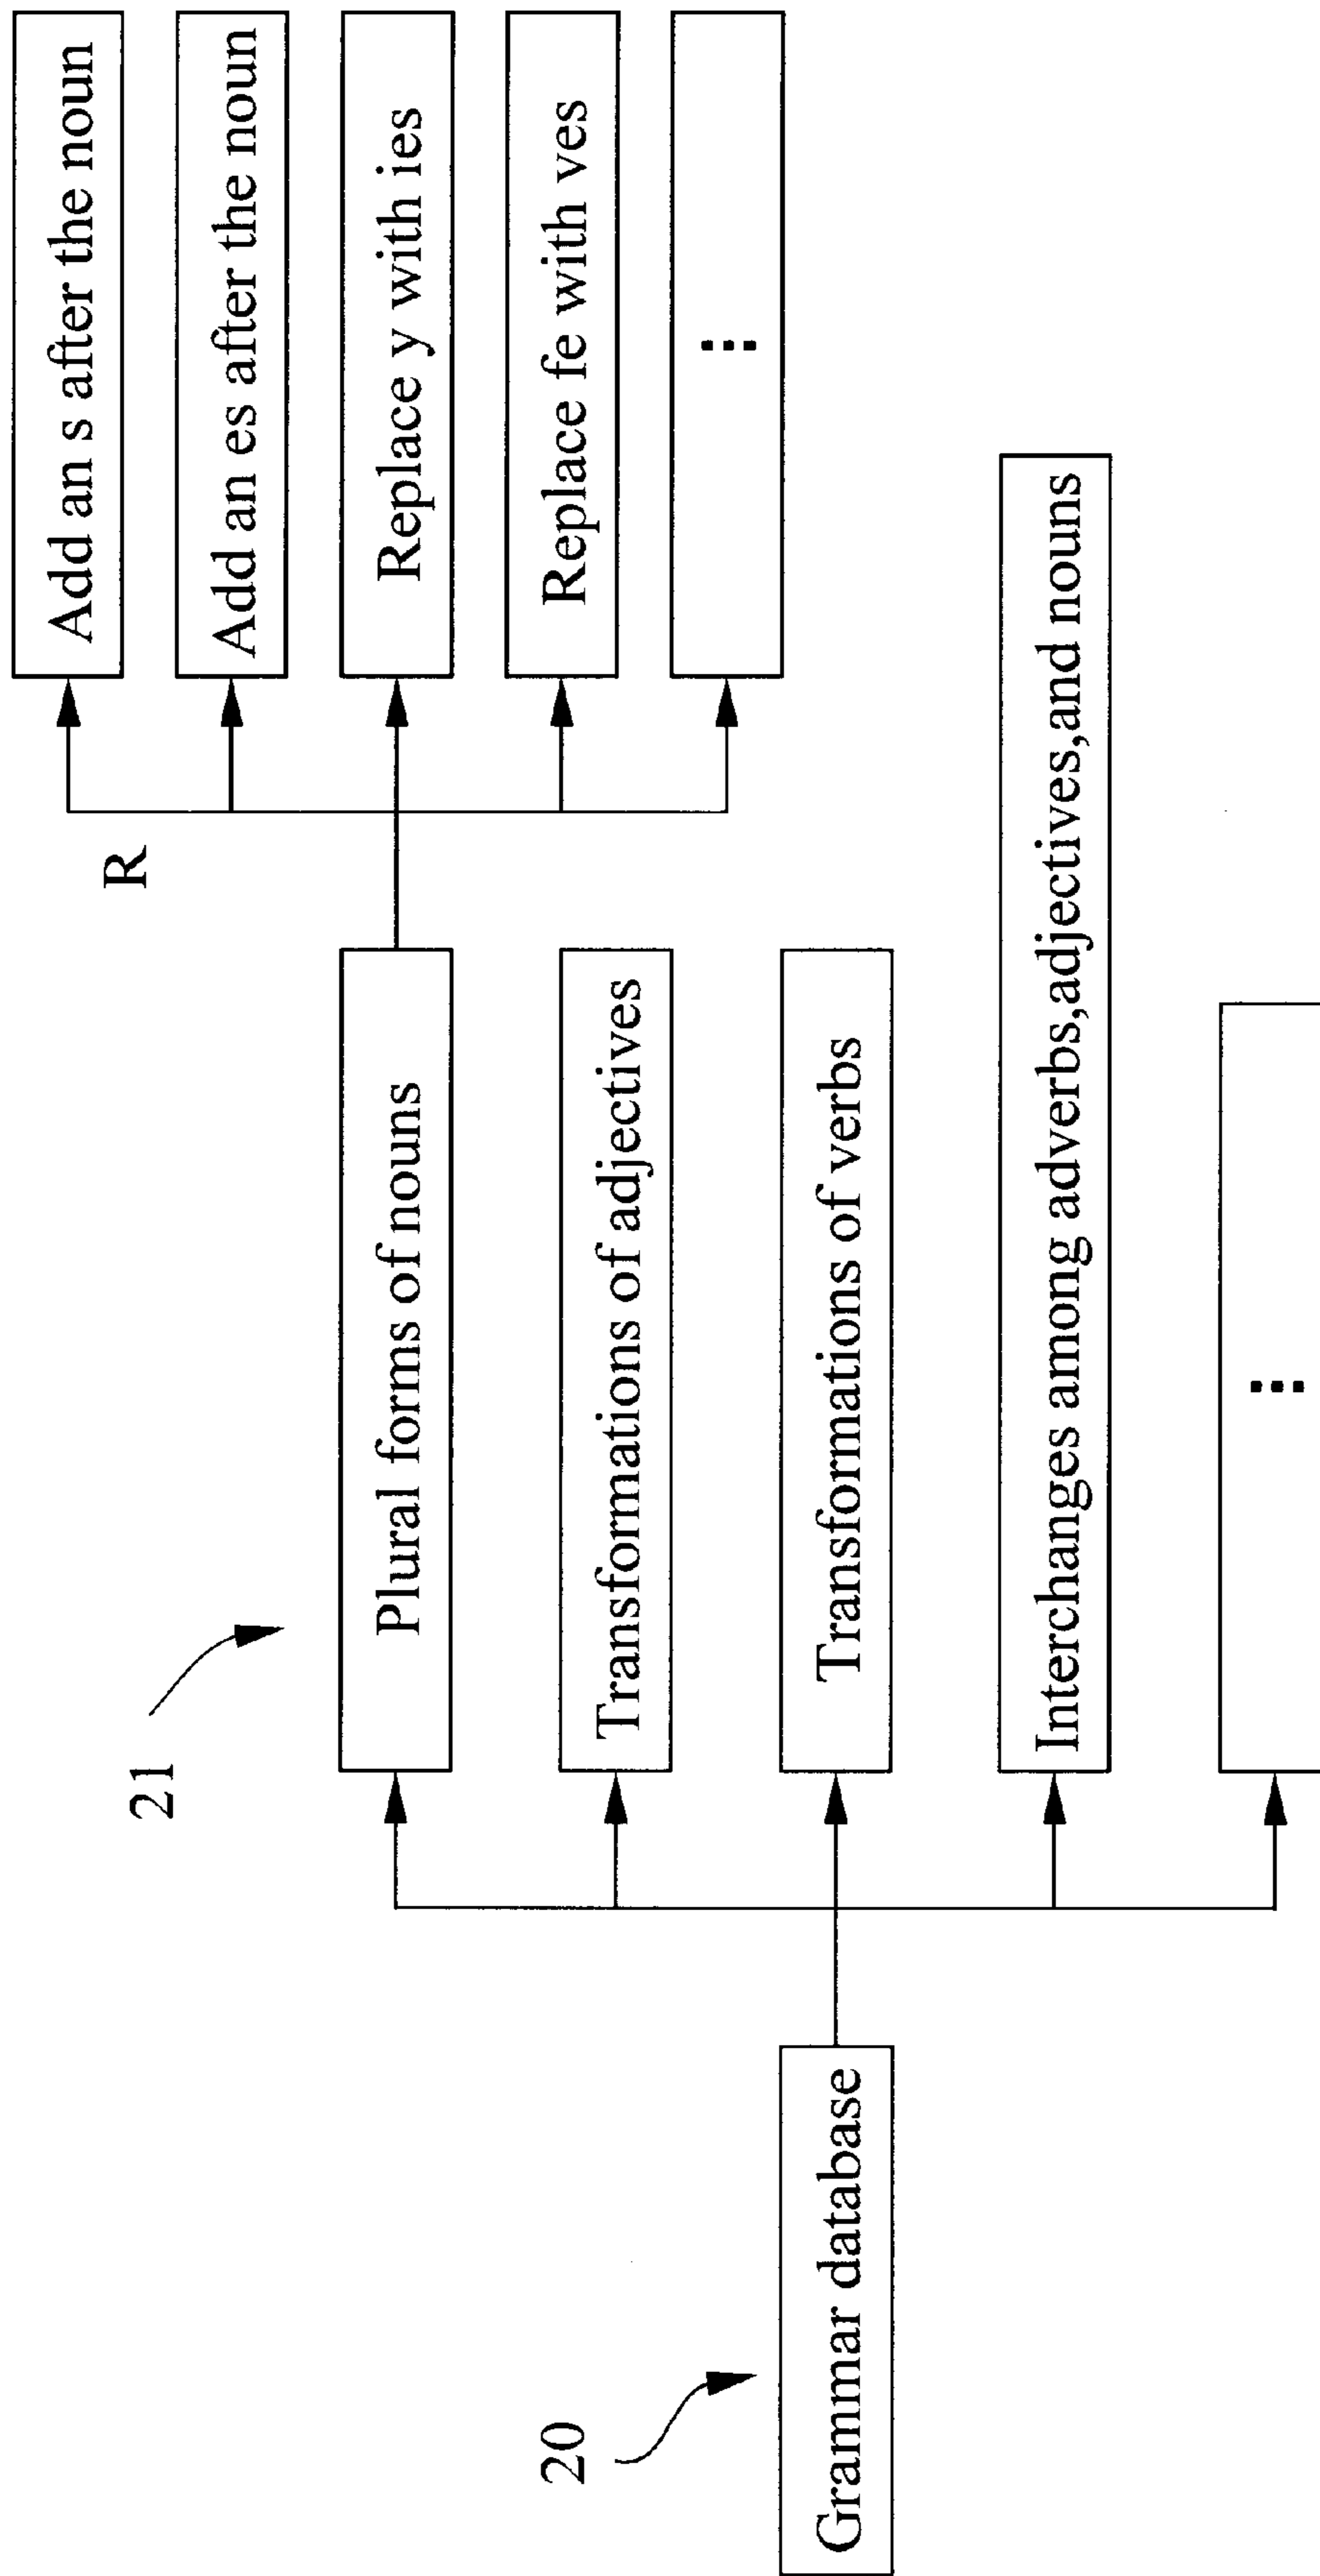 20
Grammar database
21
Plural forms of nouns
Transformations of adjectives
Transformations of verbs
Interchanges among adverbs,adjectives,and nouns
⋮
R
Add an s after the noun
Add an es after the noun
Replace y with ies
Replace fe with ves
⋮